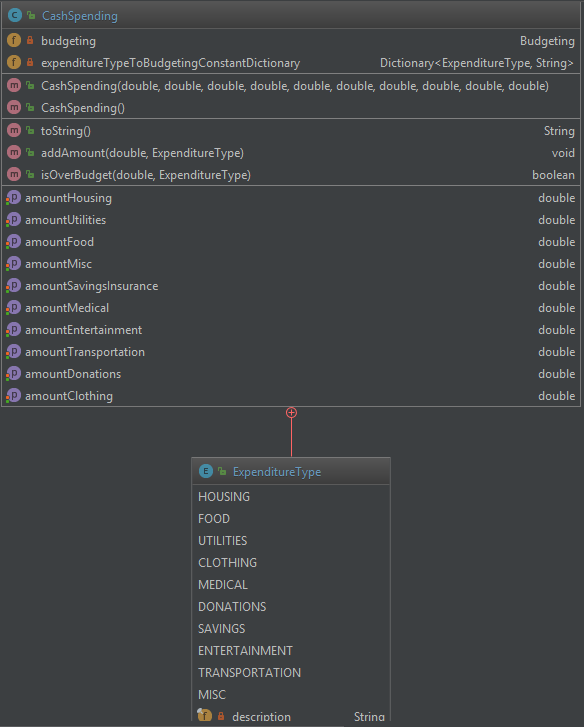 C CashSpending
f budgeting Budgeting
f expenditureTypeToBudgetingConstantDictionary Dictionary<ExpenditureType, String>
m CashSpending(double, double, double, double, double, double, double, double, double, double)
m CashSpending()
m toString() String
m addAmount(double, ExpenditureType) void
m isOverBudget(double, ExpenditureType) boolean
p amountHousing double
p amountUtilities double
p amountFood double
p amountMisc double
p amountSavingsInsurance double
p amountMedical double
p amountEntertainment double
p amountTransportation double
p amountDonations double
p amountClothing double
E ExpenditureType
HOUSING
FOOD
UTILITIES
CLOTHING
MEDICAL
DONATIONS
SAVINGS
ENTERTAINMENT
TRANSPORTATION
MISC
f description String